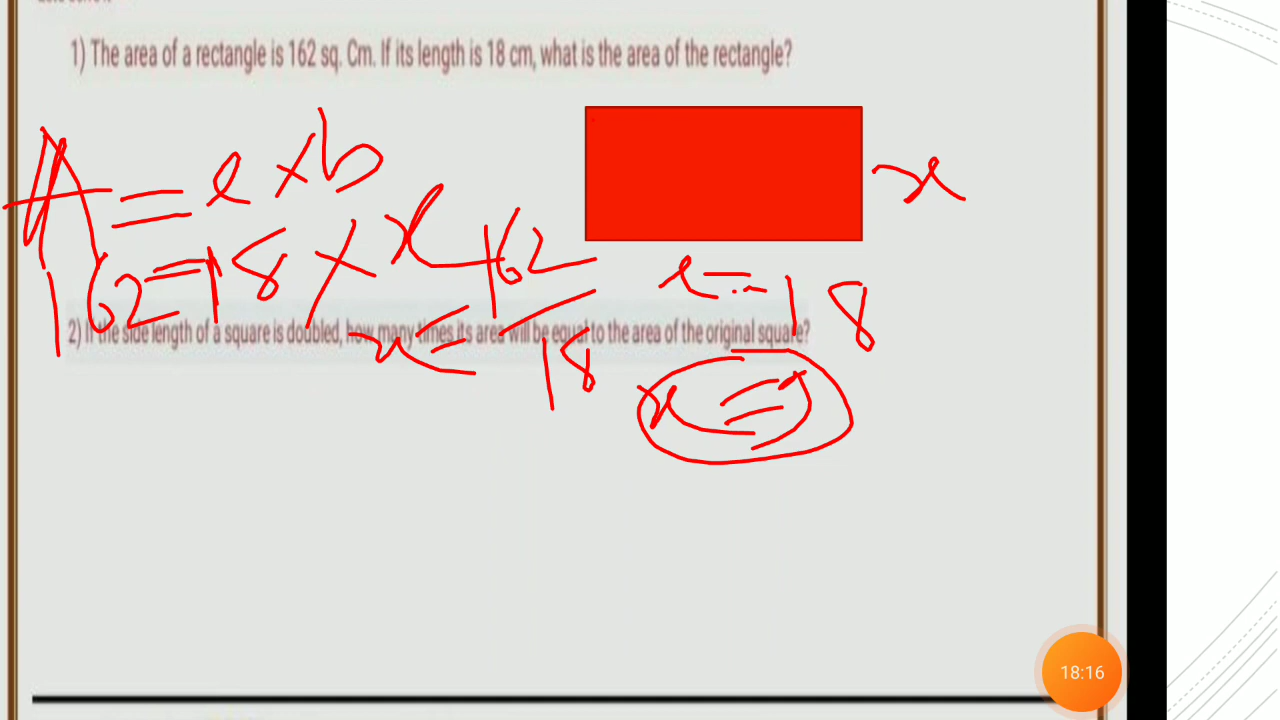 1) The area of a rectangle is 162 sq. Cm. If its length is 18 cm, what is the area of the rectangle?
A = l × b
x
162 = 18 × x
162
l = 18
2) If the side length of a square is doubled, how many times its area will be equal to the area of the original square?
x =
18
x =
18:16